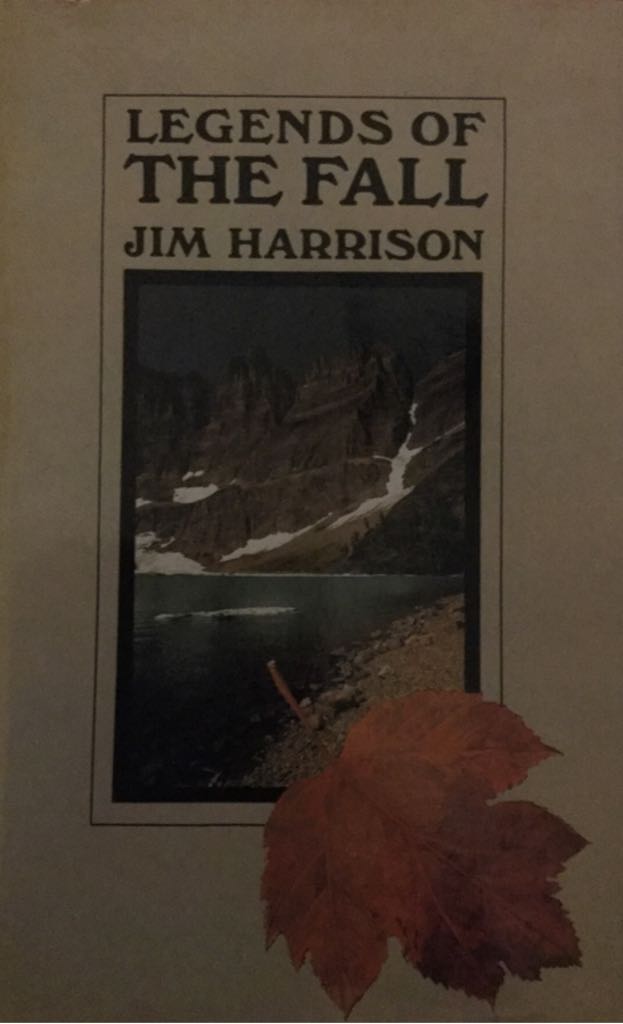 LEGENDS OF
THE FALL
JIM HARRISON